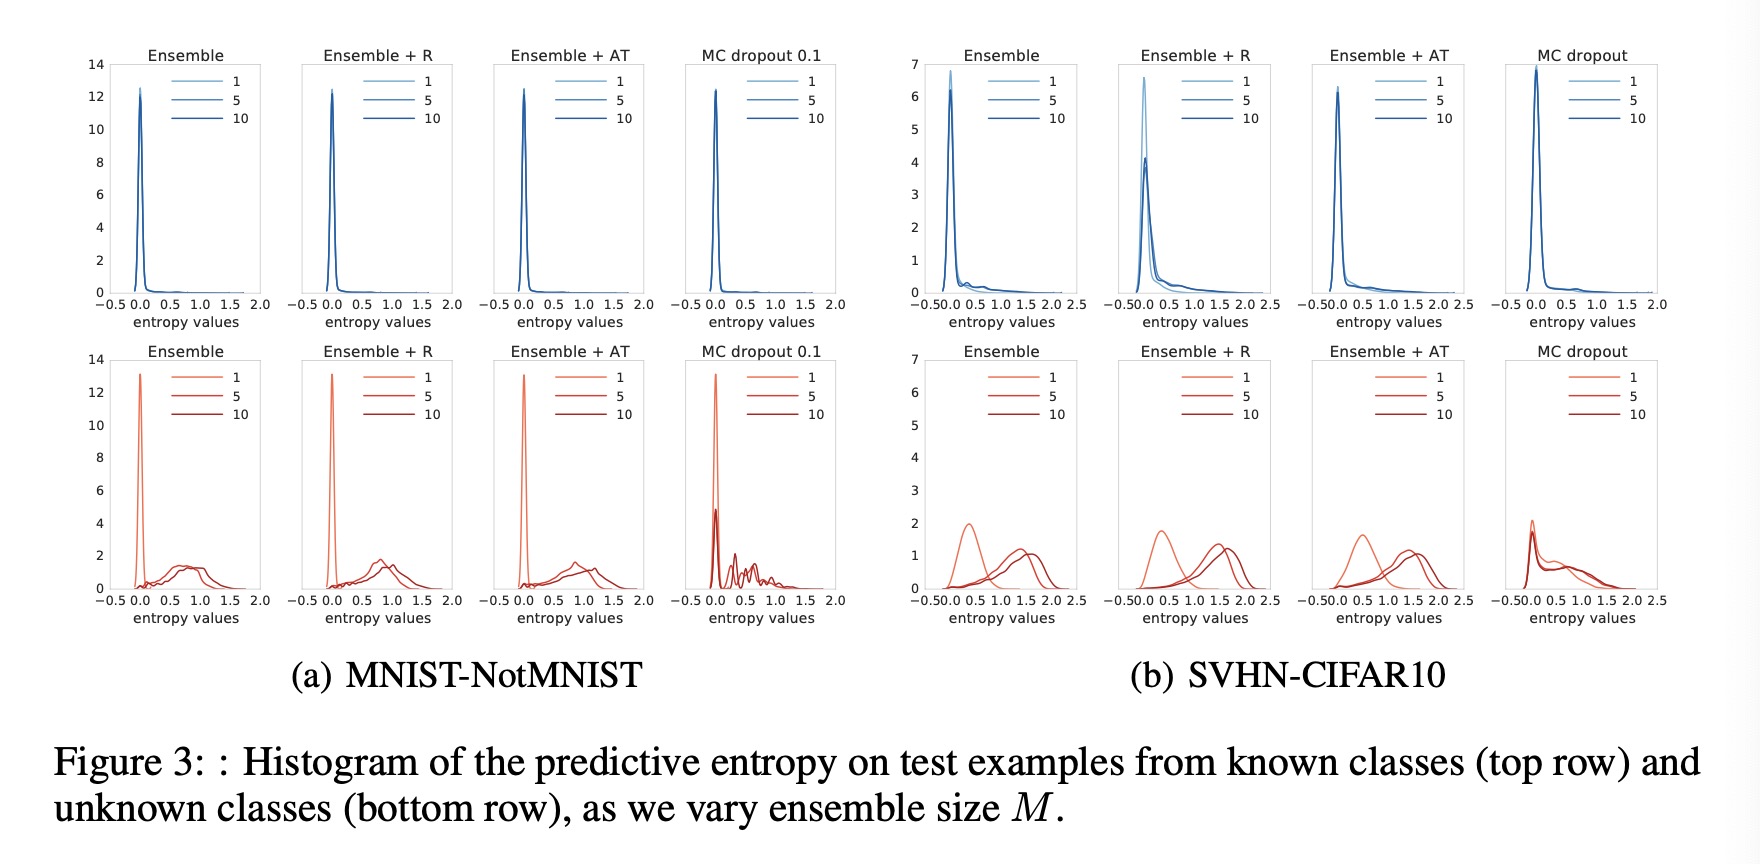 Ensemble
14
12
10
8
6
4
2
0
1
5
10
−0.5 0.0 0.5 1.0 1.5 2.0
entropy values
Ensemble + R
1
5
10
−0.5 0.0 0.5 1.0 1.5 2.0
entropy values
Ensemble + AT
1
5
10
−0.5 0.0 0.5 1.0 1.5 2.0
entropy values
MC dropout 0.1
1
5
10
−0.5 0.0 0.5 1.0 1.5 2.0
entropy values
Ensemble
7
6
5
4
3
2
1
0
1
5
10
−0.50.0 0.5 1.0 1.5 2.0 2.5
entropy values
Ensemble + R
1
5
10
−0.50.0 0.5 1.0 1.5 2.0 2.5
entropy values
Ensemble + AT
1
5
10
−0.50.0 0.5 1.0 1.5 2.0 2.5
entropy values
MC dropout
1
5
10
−0.5 0.0 0.5 1.0 1.5 2.0
entropy values
Ensemble
14
12
10
8
6
4
2
0
1
5
10
−0.5 0.0 0.5 1.0 1.5 2.0
entropy values
Ensemble + R
1
5
10
−0.5 0.0 0.5 1.0 1.5 2.0
entropy values
Ensemble + AT
1
5
10
−0.5 0.0 0.5 1.0 1.5 2.0
entropy values
MC dropout 0.1
1
5
10
−0.5 0.0 0.5 1.0 1.5 2.0
entropy values
Ensemble
7
6
5
4
3
2
1
0
1
5
10
−0.50.0 0.5 1.0 1.5 2.0 2.5
entropy values
Ensemble + R
1
5
10
−0.50.0 0.5 1.0 1.5 2.0 2.5
entropy values
Ensemble + AT
1
5
10
−0.50.0 0.5 1.0 1.5 2.0 2.5
entropy values
MC dropout
1
5
10
−0.50.0 0.5 1.0 1.5 2.0 2.5
entropy values
(a) MNIST-NotMNIST
(b) SVHN-CIFAR10
Figure 3: : Histogram of the predictive entropy on test examples from known classes (top row) and
unknown classes (bottom row), as we vary ensemble size M.